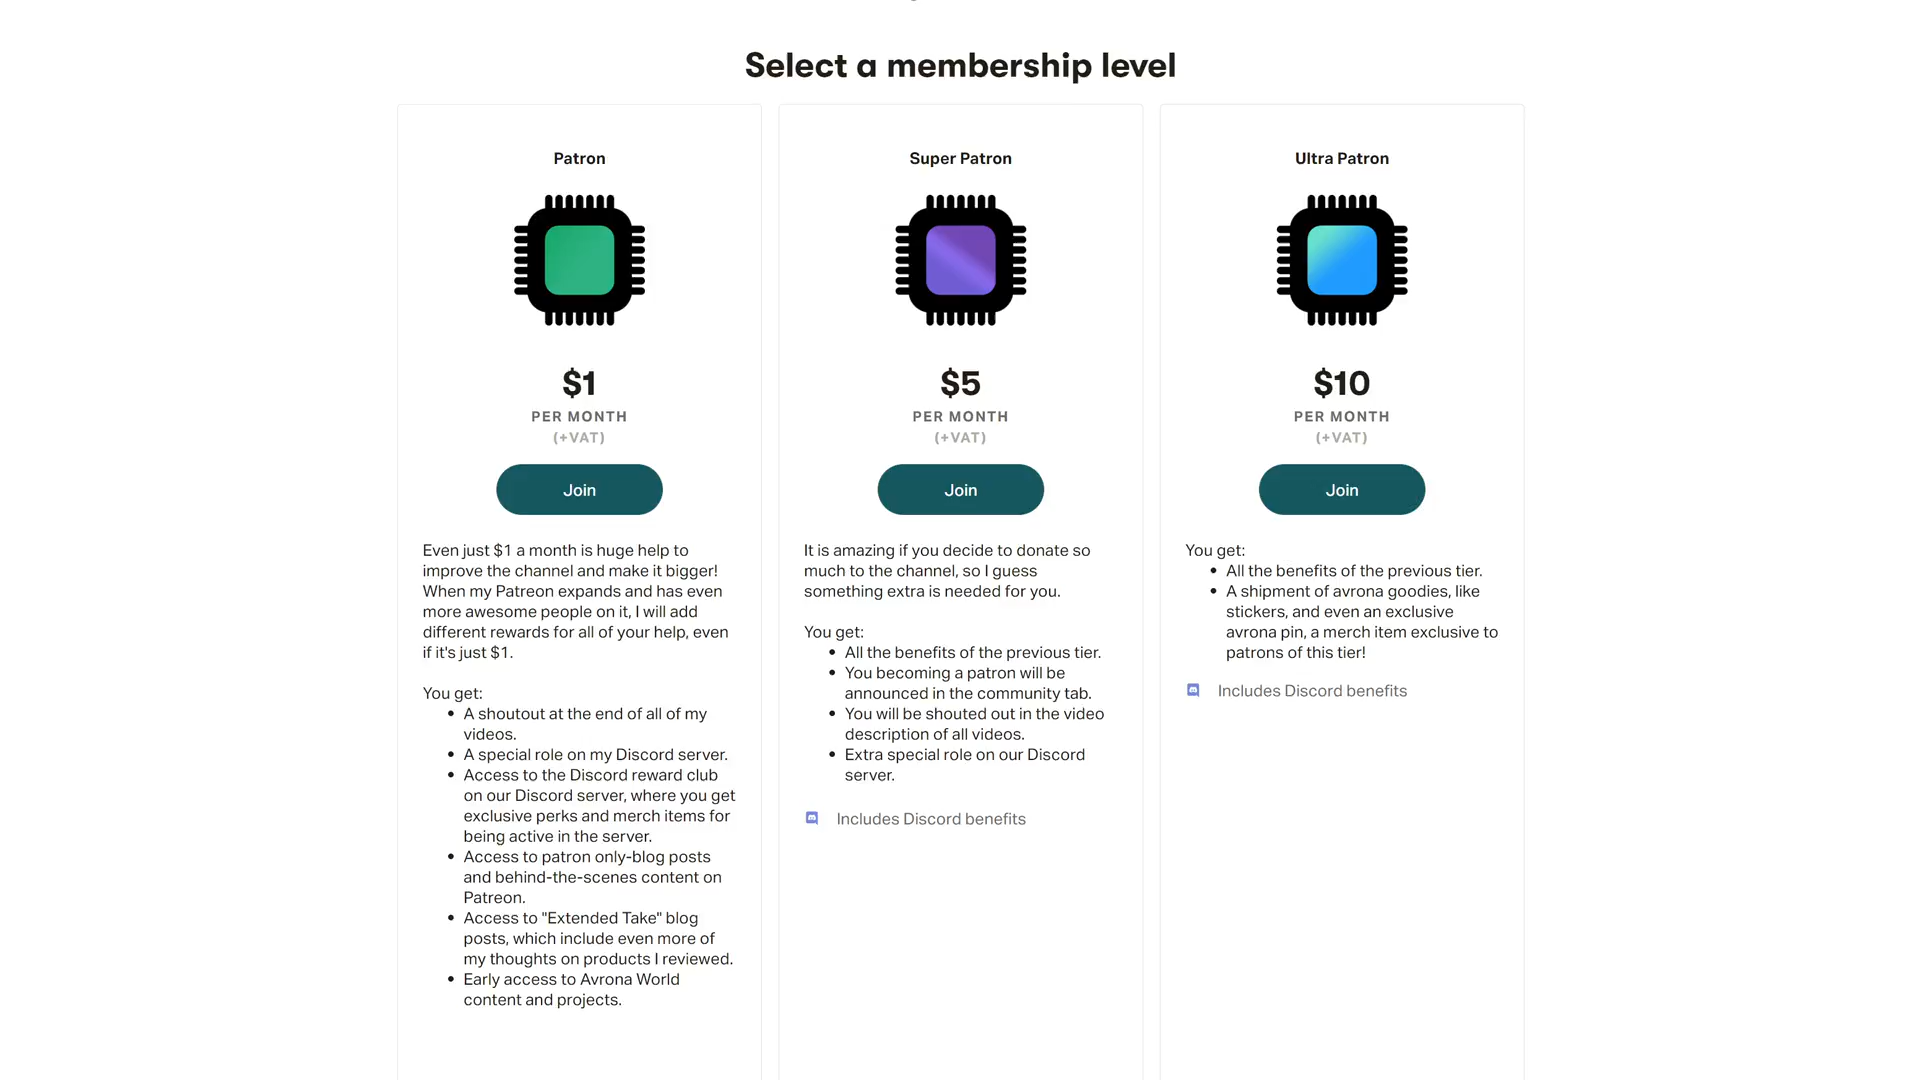 Select a membership level
Patron
$1
PER MONTH
(+VAT)
Join
Even just $1 a month is huge help to
improve the channel and make it bigger!
When my Patreon expands and has even
more awesome people on it, I will add
different rewards for all of your help, even
if it's just $1.
You get:
• A shoutout at the end of all of my
videos.
• A special role on my Discord server.
• Access to the Discord reward club
on our Discord server, where you get
exclusive perks and merch items for
being active in the server.
• Access to patron only-blog posts
and behind-the-scenes content on
Patreon.
• Access to "Extended Take" blog
posts, which include even more of
my thoughts on products I reviewed.
• Early access to Avrona World
content and projects.
Super Patron
$5
PER MONTH
(+VAT)
Join
It is amazing if you decide to donate so
much to the channel, so I guess
something extra is needed for you.
You get:
• All the benefits of the previous tier.
• You becoming a patron will be
announced in the community tab.
• You will be shouted out in the video
description of all videos.
• Extra special role on our Discord
server.
Includes Discord benefits
Ultra Patron
$10
PER MONTH
(+VAT)
Join
You get:
• All the benefits of the previous tier.
• A shipment of avrona goodies, like
stickers, and even an exclusive
avrona pin, a merch item exclusive to
patrons of this tier!
Includes Discord benefits